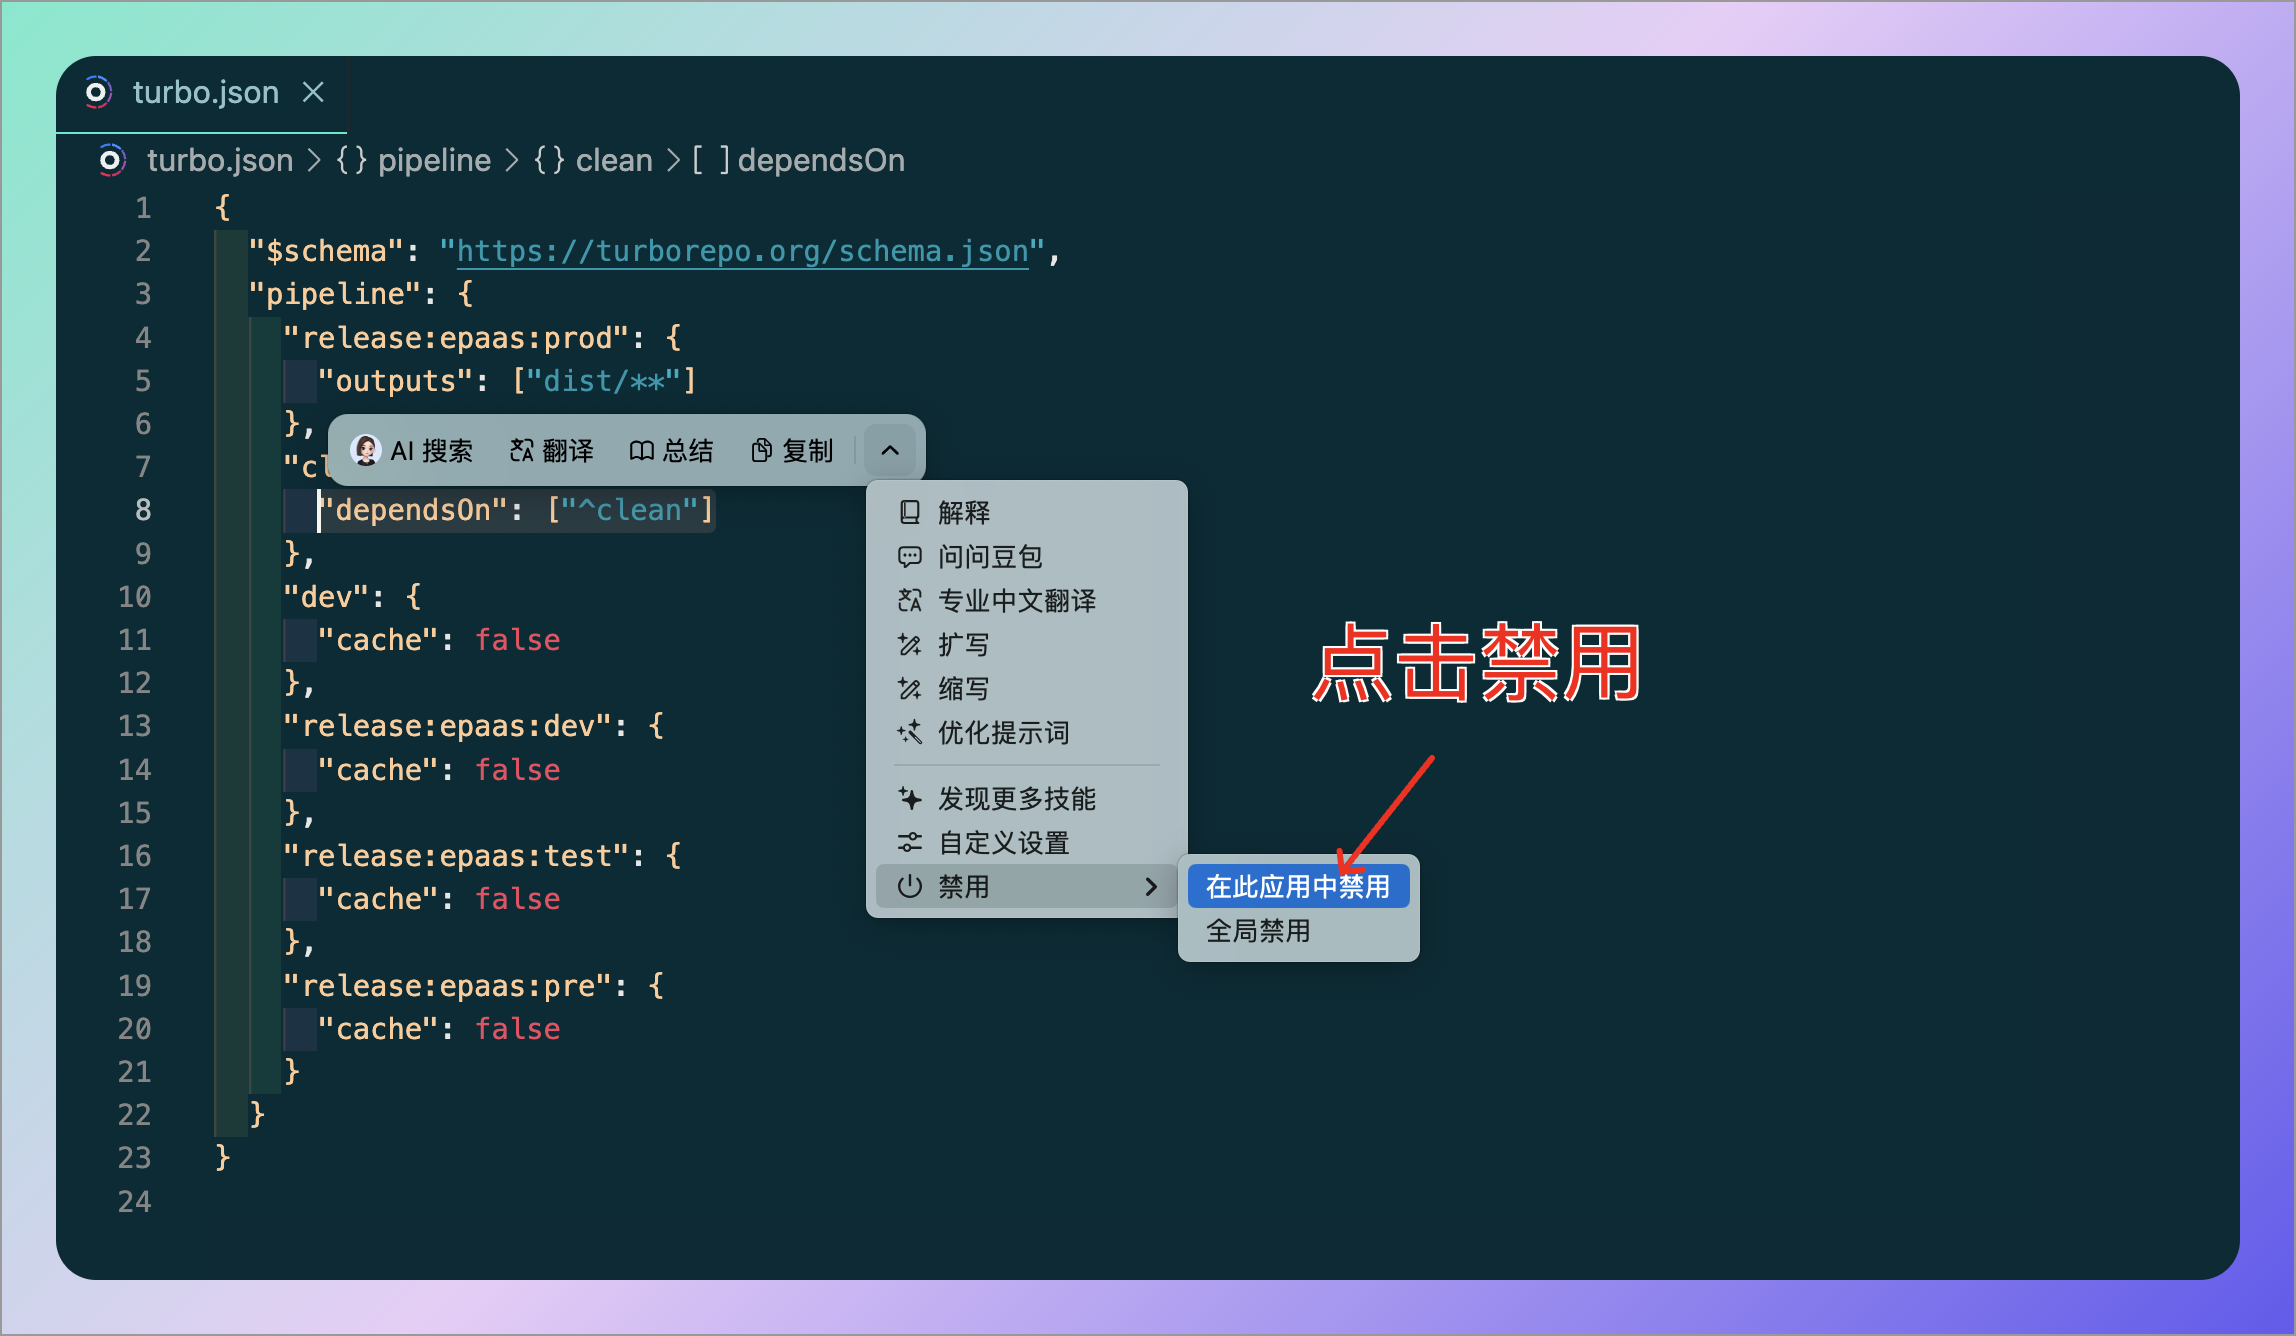 turbo.json
turbo.json > {} pipeline > {} clean > [ ] dependsOn
1 {
2 "$schema": "https://turborepo.org/schema.json",
3 "pipeline": {
4 "release:epaas:prod": {
5 "outputs": ["dist/**"]
6 },
AI 搜索 翻译 总结 复制
7 "cl
8 "dependsOn": ["^clean"]
9 },
10 "dev": {
11 "cache": false
12 },
13 "release:epaas:dev": {
14 "cache": false
15 },
16 "release:epaas:test": {
17 "cache": false
18 },
19 "release:epaas:pre": {
20 "cache": false
21 }
22 }
23 }
24
解释
问问豆包
专业中文翻译
扩写
缩写
优化提示词
发现更多技能
自定义设置
禁用
在此应用中禁用
全局禁用
点击禁用